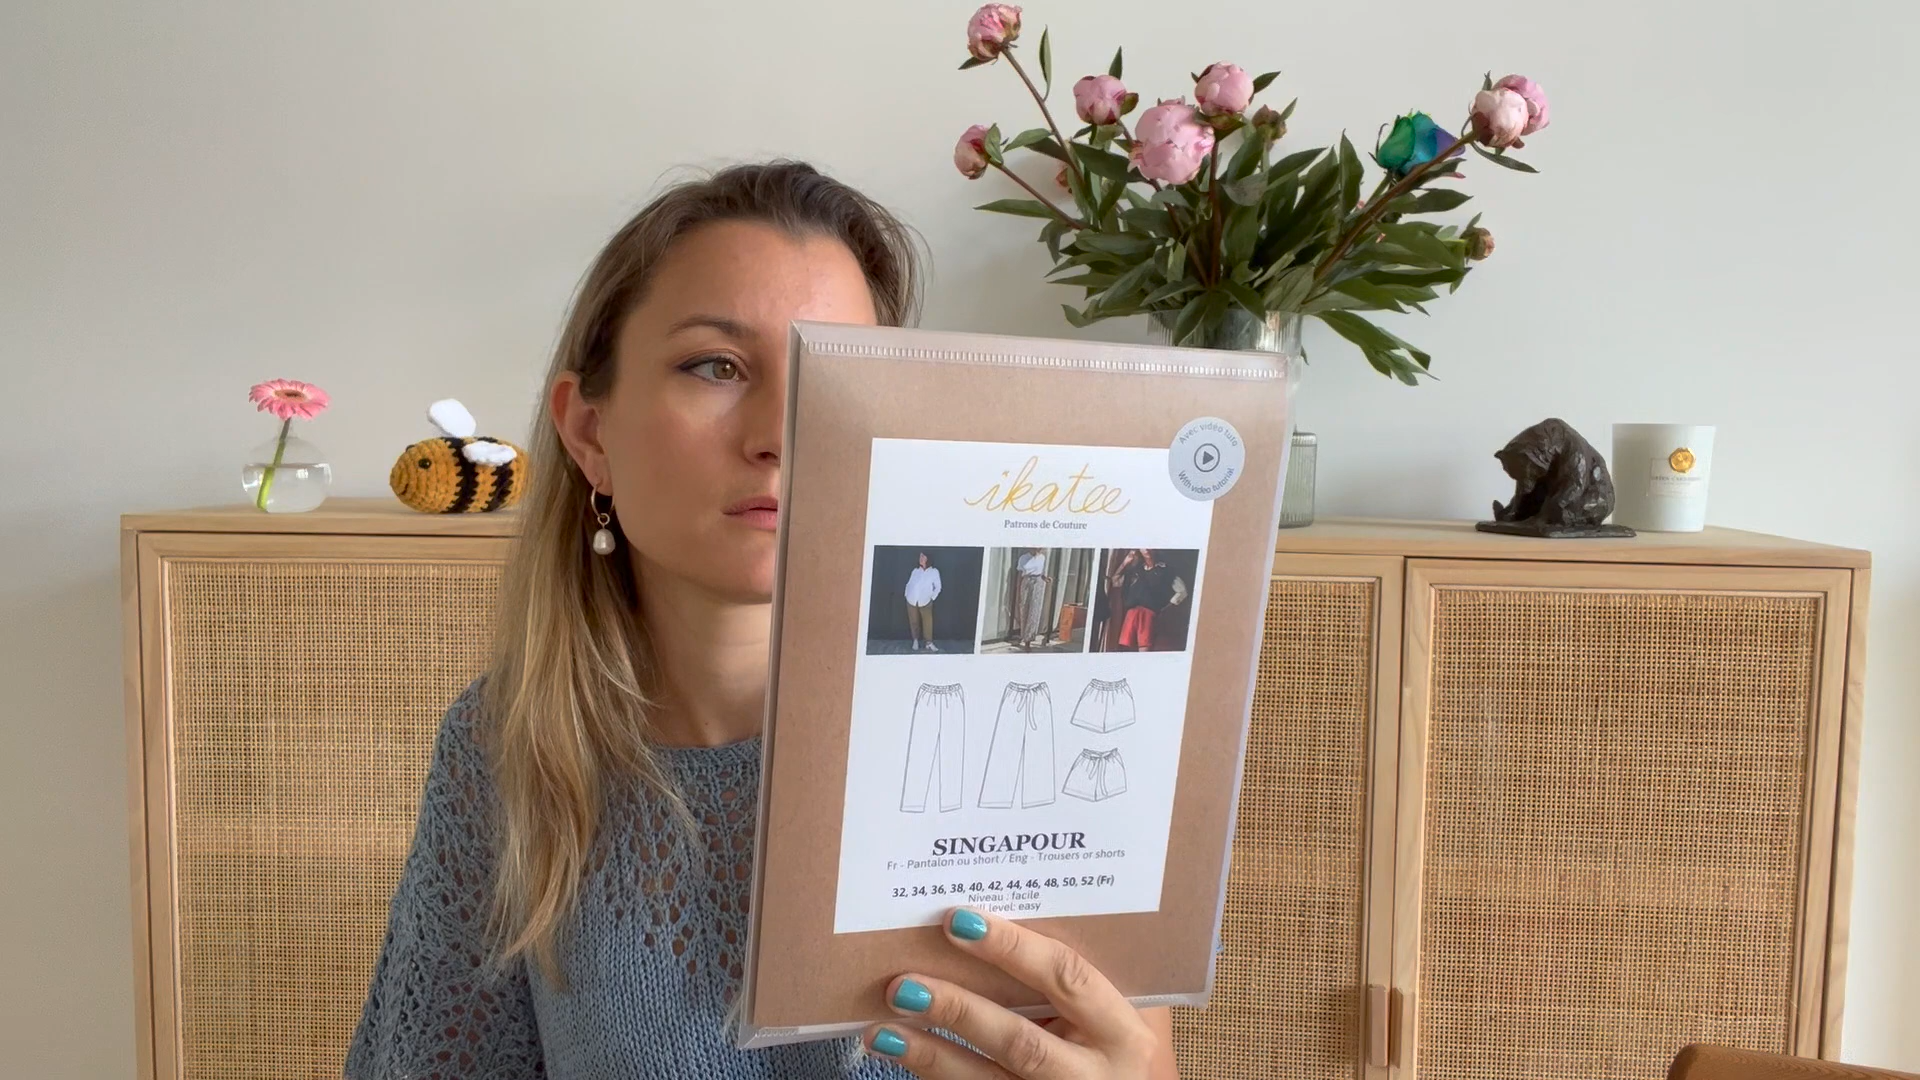 Avec vidéo tuto
With video tutorial
ikatee
Patrons de Couture
SINGAPOUR
Fr - Pantalon ou short / Eng - Trousers or shorts
32, 34, 36, 38, 40, 42, 44, 46, 48, 50, 52 (Fr)
Niveau : facile
level: easy